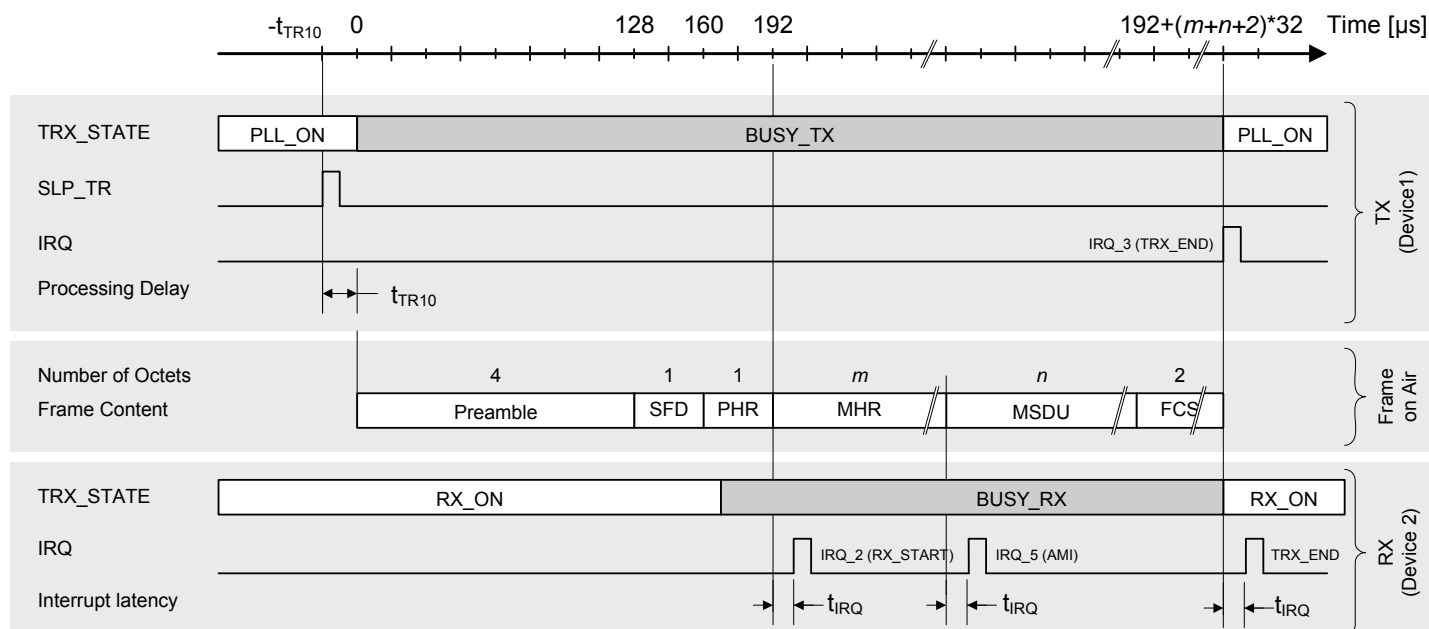 -tTR10 0 128 160 192 192+(m+n+2)*32 Time [µs]
TRX_STATE PLL_ON BUSY_TX PLL_ON
SLP_TR
IRQ IRQ_3 (TRX_END)
Processing Delay tTR10
TX
(Device1)
Number of Octets 4 1 1 m n 2
Frame Content Preamble SFD PHR MHR MSDU FCS
Frame
on Air
TRX_STATE RX_ON BUSY_RX RX_ON
IRQ IRQ_2 (RX_START) IRQ_5 (AMI) TRX_END
Interrupt latency tIRQ tIRQ tIRQ
RX
(Device 2)